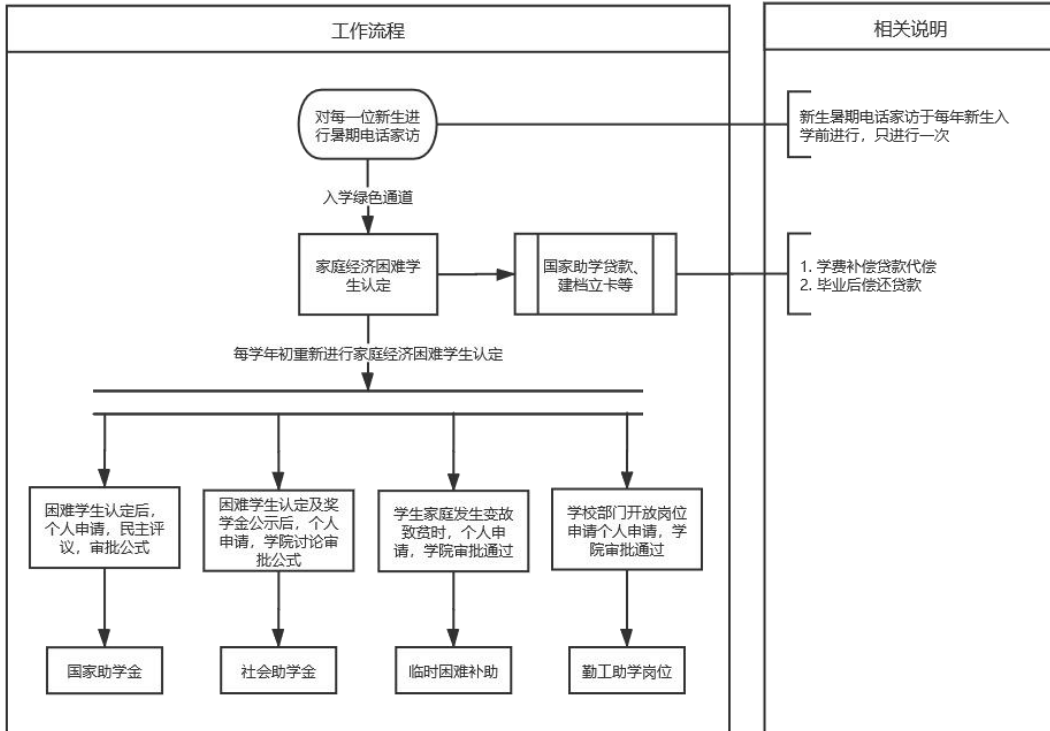 工作流程
相关说明
对每一位新生进
行暑期电话家访
新生暑期电话家访于每年新生入
学前进行，只进行一次
入学绿色通道
家庭经济困难学
生认定
国家助学贷款、
建档立卡等
1. 学费补偿贷款代偿
2. 毕业后偿还贷款
每学年初重新进行家庭经济困难学生认定
困难学生认定后，
个人申请，民主评
议，审批公式
困难学生认定及奖
学金公示后，个人
申请，学院讨论审
批公式
学生家庭发生变故
致贫时，个人申
请，学院审批通过
学校部门开放岗位
申请个人申请，学
院审批通过
国家助学金
社会助学金
临时困难补助
勤工助学岗位